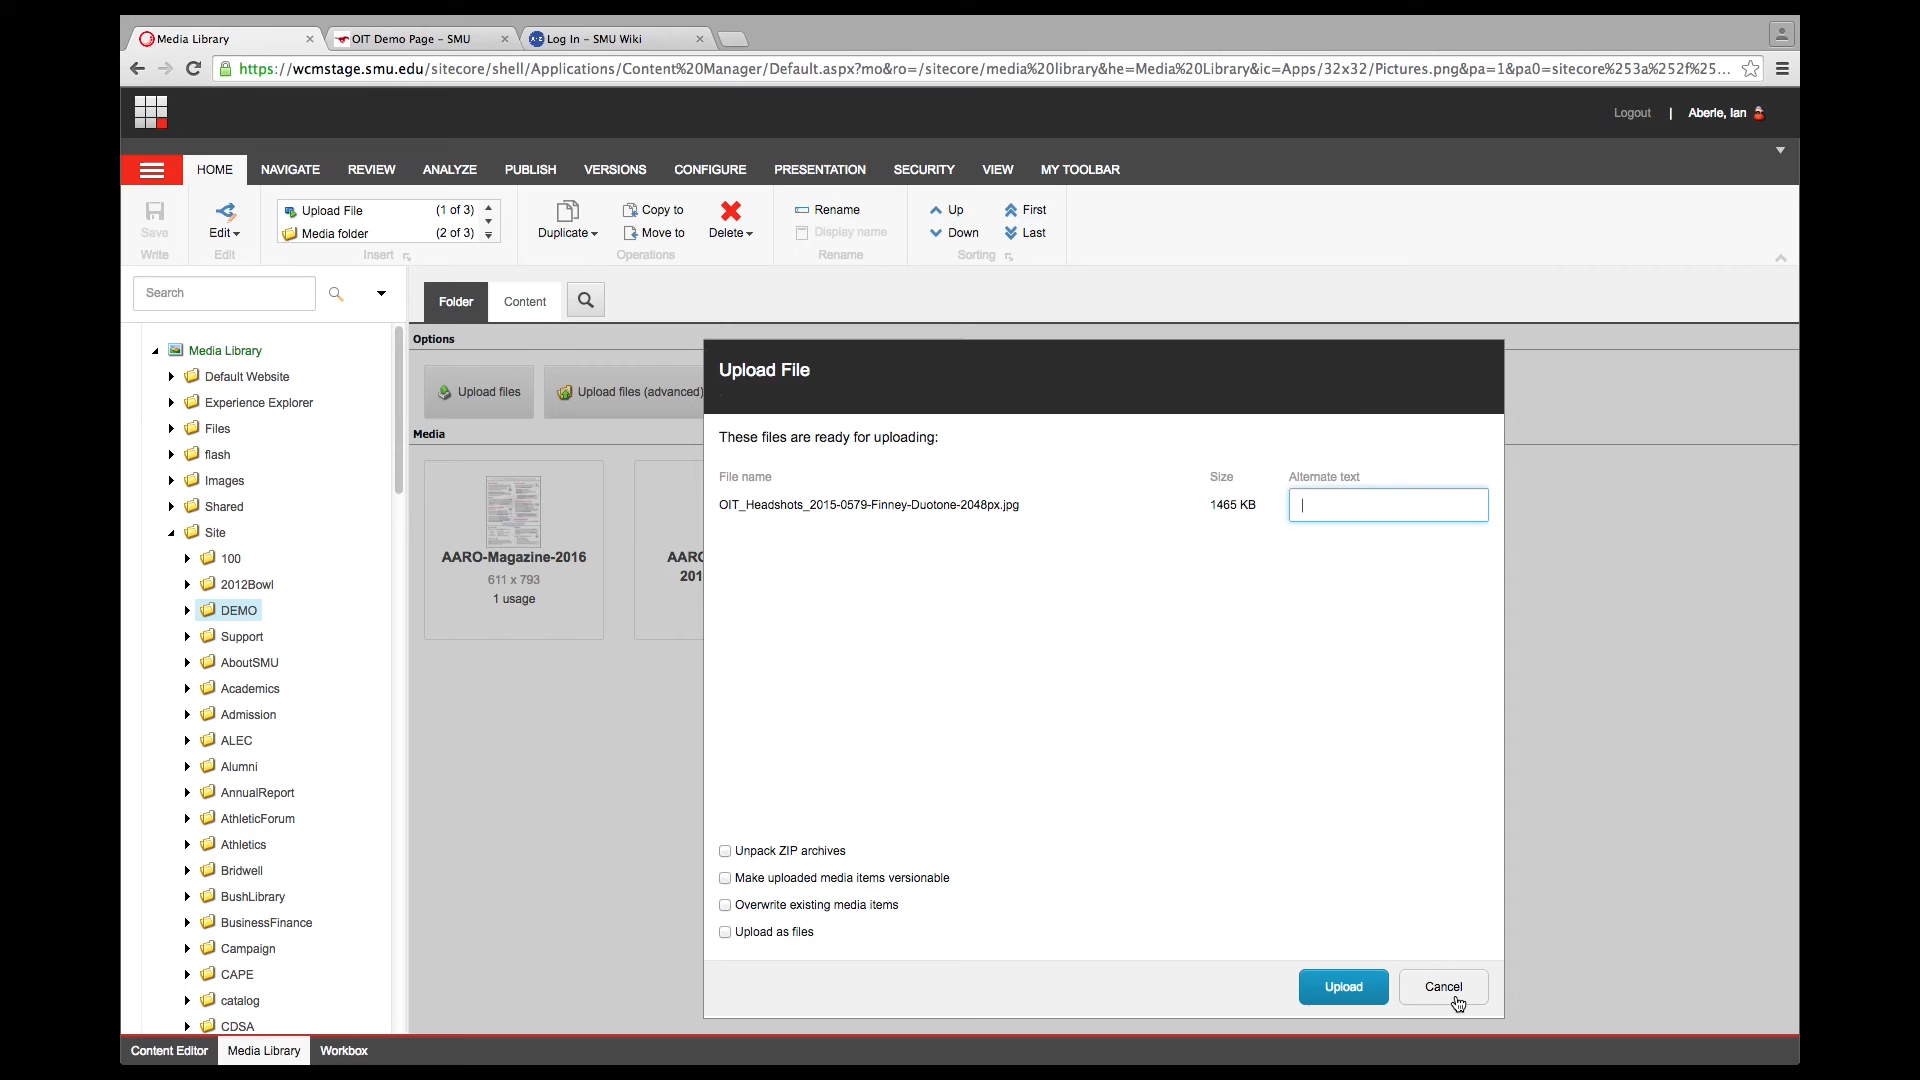 Media Library
OIT Demo Page - SMU
Log In - SMU Wiki
https://wcmstage.smu.edu/sitecore/shell/Applications/Content%20Manager/Default.aspx?mo&ro=/sitecore/media%20library&he=Media%20Library&ic=Apps/32x32/Pictures.png&pa=1&pa0=sitecore%253a%252f%25...
Logout | Aberle, Ian
HOME NAVIGATE REVIEW ANALYZE PUBLISH VERSIONS CONFIGURE PRESENTATION SECURITY VIEW MY TOOLBAR
Save
Write
Edit
Edit
Upload File (1 of 3)
Media folder (2 of 3)
Insert
Duplicate
Copy to
Move to
Delete
Operations
Rename
Display name
Rename
Up
Down
First
Last
Sorting
Search
Folder
Content
Media Library
Default Website
Experience Explorer
Files
flash
Images
Shared
Site
100
2012Bowl
DEMO
Support
AboutSMU
Academics
Admission
ALEC
Alumni
AnnualReport
AthleticForum
Athletics
Bridwell
BushLibrary
BusinessFinance
Campaign
CAPE
catalog
CDSA
Options
Upload files
Upload files (advanced)
Media
AARO-Magazine-2016
611 x 793
1 usage
AARO
201
Upload File
These files are ready for uploading:
File name Size Alternate text
OIT_Headshots_2015-0579-Finney-Duotone-2048px.jpg 1465 KB
Unpack ZIP archives
Make uploaded media items versionable
Overwrite existing media items
Upload as files
Upload Cancel
Content Editor Media Library Workbox